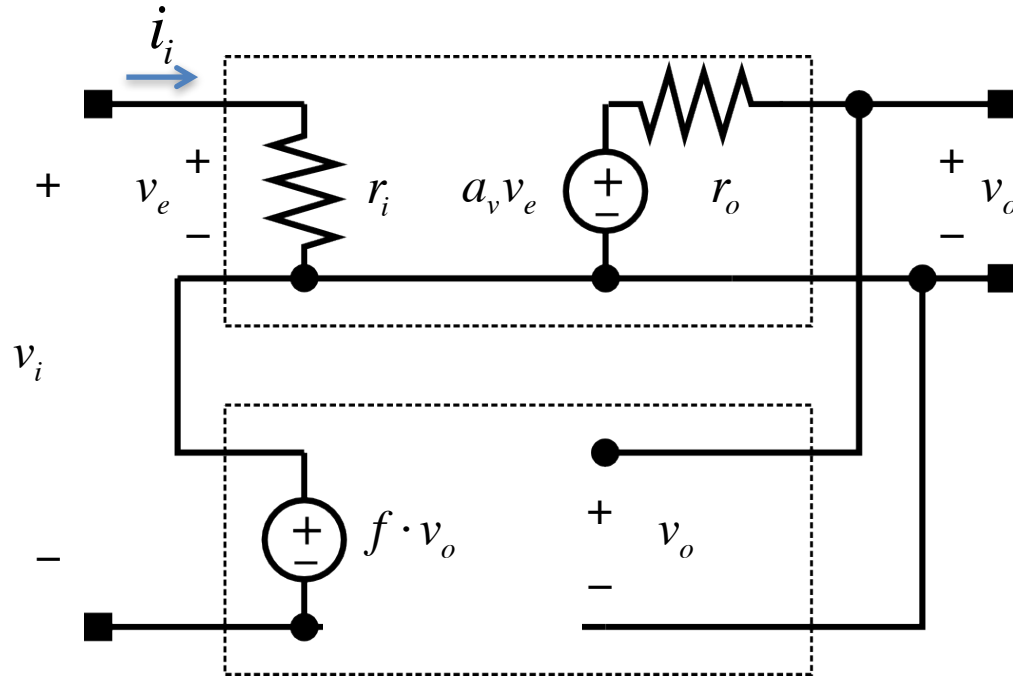 i_i
+ v_e + − r_i a_v v_e + − r_o + − v_o
v_i
− + − f · v_o + − v_o